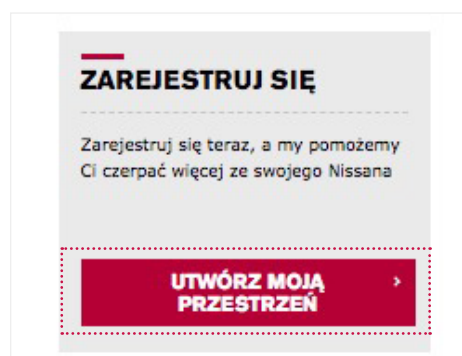 ZAREJESTRUJ SIĘ
Zarejestruj się teraz, a my pomożemy
Ci czerpać więcej ze swojego Nissana
UTWÓRZ MOJĄ
PRZESTRZEŃ